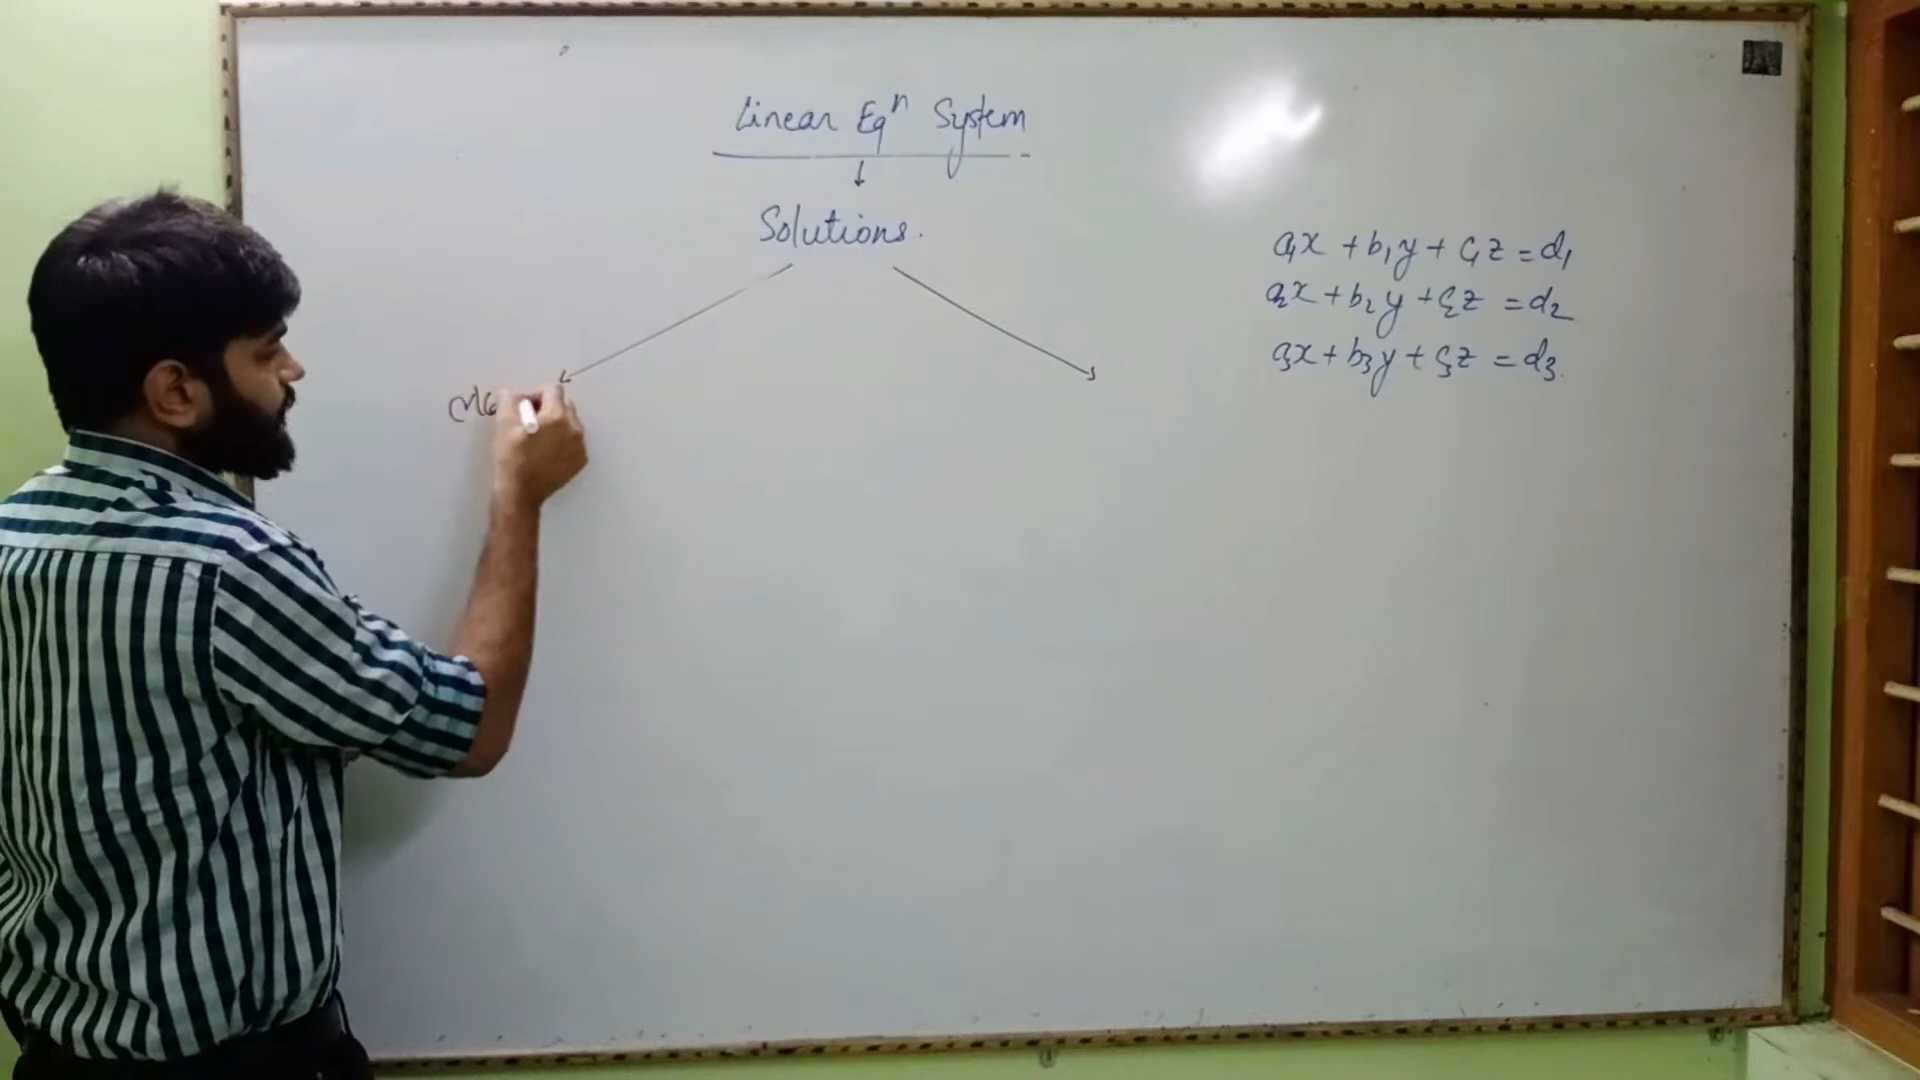 Linear Eqⁿ System
↓
Solutions.
a₁x + b₁y + c₁z = d₁
a₂x + b₂y + c₂z = d₂
a₃x + b₃y + c₃z = d₃.